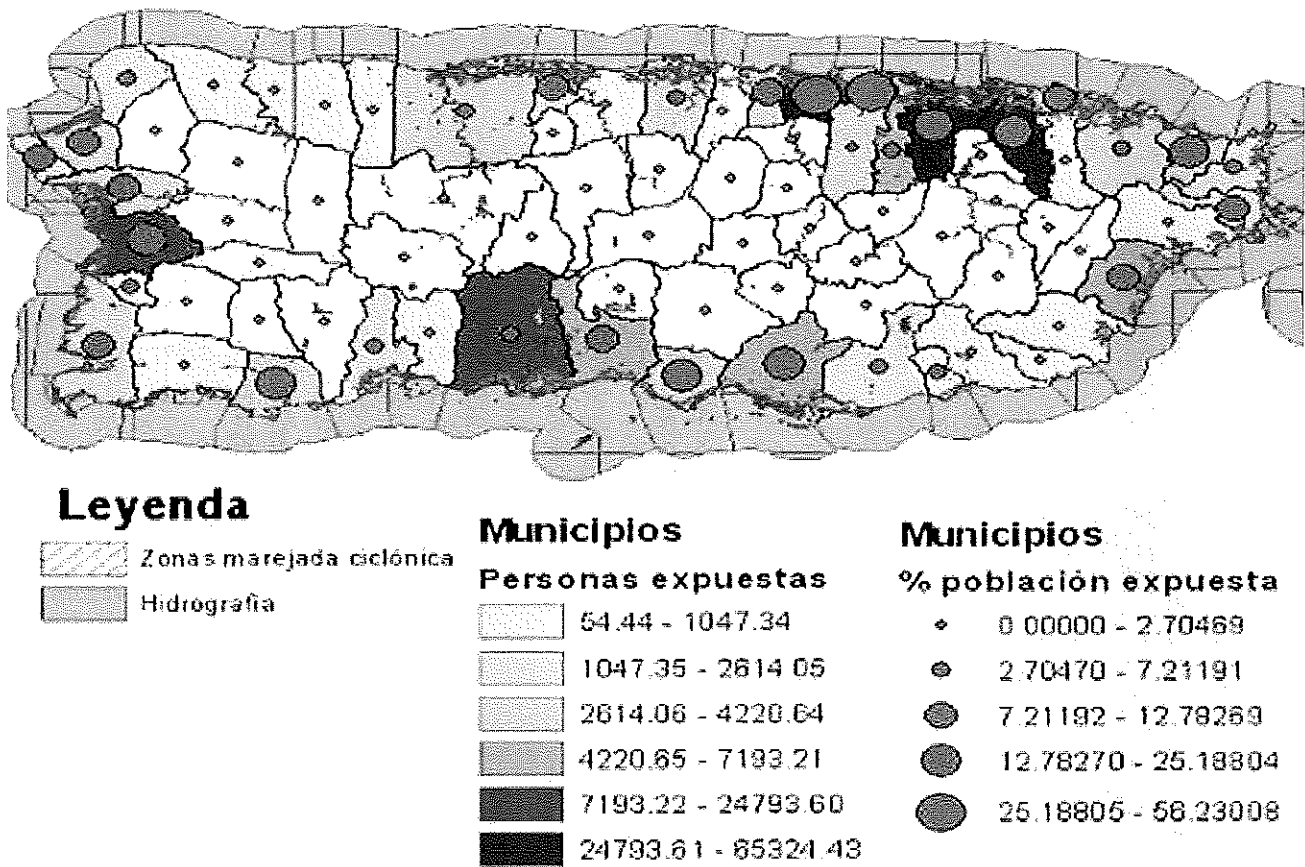 Leyenda
Zonas marejada ciclónica
Hidrografía
Municipios
Personas expuestas
54.44 - 1047.34
1047.35 - 2614.05
2614.06 - 4220.64
4220.65 - 7193.21
7193.22 - 24793.60
24793.61 - 65324.43
Municipios
% población expuesta
0.00000 - 2.70469
2.70470 - 7.21191
7.21192 - 12.78269
12.78270 - 25.18804
25.18805 - 56.23008